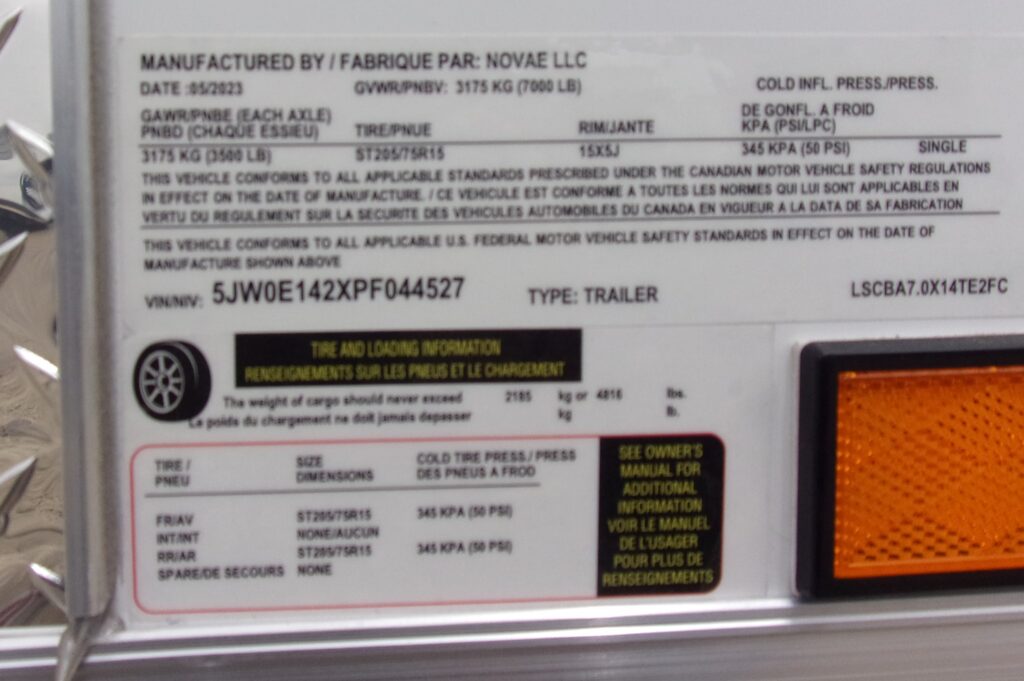 MANUFACTURED BY / FABRIQUE PAR: NOVAE LLC
DATE :05/2023 GVWR/PNBV: 3175 KG (7000 LB)
COLD INFL. PRESS./PRESS.
DE GONFL. A FROID
GAWR/PNBE (EACH AXLE)
PNBD (CHAQUE ESSIEU) TIRE/PNUE RIM/JANTE KPA (PSI/LPC)
3175 KG (3500 LB) ST205/75R15 15X5J 345 KPA (50 PSI) SINGLE
THIS VEHICLE CONFORMS TO ALL APPLICABLE STANDARDS PRESCRIBED UNDER THE CANADIAN MOTOR VEHICLE SAFETY REGULATIONS
IN EFFECT ON THE DATE OF MANUFACTURE. / CE VEHICULE EST CONFORME A TOUTES LES NORMES QUI LUI SONT APPLICABLES EN
VERTU DU REGULEMENT SUR LA SECURITE DES VEHICULES AUTOMOBILES DU CANADA EN VIGUEUR A LA DATA DE SA FABRICATION
THIS VEHICLE CONFORMS TO ALL APPLICABLE U.S. FEDERAL MOTOR VEHICLE SAFETY STANDARDS IN EFFECT ON THE DATE OF
MANUFACTURE SHOWN ABOVE
VIN/NIV: 5JW0E142XPF044527 TYPE: TRAILER LSCBA7.0X14TE2FC
TIRE AND LOADING INFORMATION
RENSEIGNEMENTS SUR LES PNEUS ET LE CHARGEMENT
The weight of cargo should never exceed 2185 kg or 4816 lbs.
Le poids du chargement ne doit jamais depasser kg lb.
TIRE / SIZE COLD TIRE PRESS./ PRESS
PNEU DIMENSIONS DES PNEUS A FROD
FR/AV ST205/75R15 345 KPA (50 PSI)
INT/INT NONE/AUCUN
RR/AR ST205/75R15 345 KPA (50 PSI)
SPARE/DE SECOURS NONE
SEE OWNER'S
MANUAL FOR
ADDITIONAL
INFORMATION
VOIR LE MANUEL
DE L'USAGER
POUR PLUS DE
RENSEIGNEMENTS